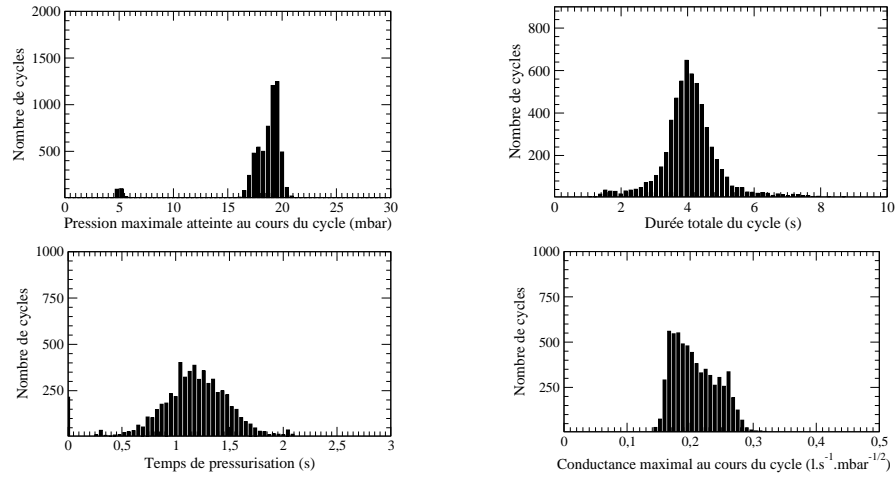 2000
1500
1000
500
Nombre de cycles
0 5 10 15 20 25 30
Pression maximale atteinte au cours du cycle (mbar)
800
600
400
200
Nombre de cycles
0 2 4 6 8 10
Durée totale du cycle (s)
1000
750
500
250
Nombre de cycles
0 0,5 1 1,5 2 2,5 3
Temps de pressurisation (s)
1000
750
500
250
Nombre de cycles
0 0,1 0,2 0,3 0,4 0,5
Conductance maximal au cours du cycle (l.s⁻¹.mbar⁻¹/²)